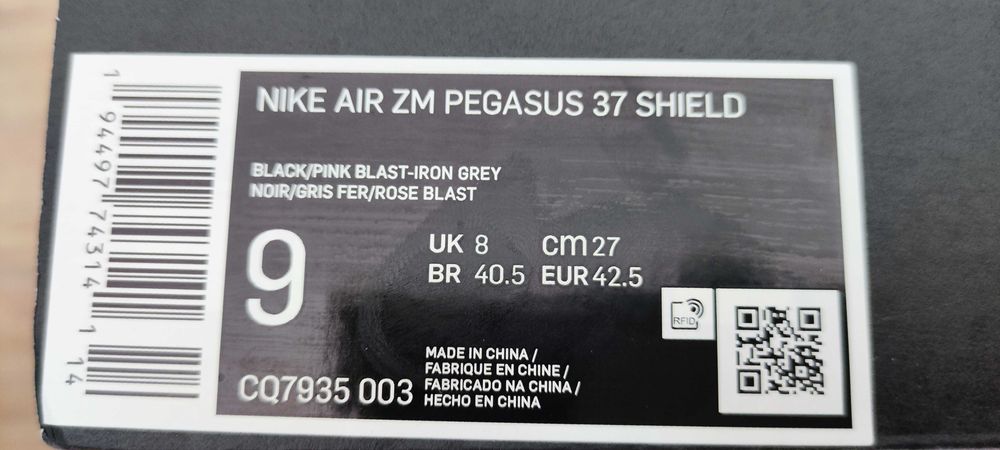 NIKE AIR ZM PEGASUS 37 SHIELD
BLACK/PINK BLAST-IRON GREY
NOIR/GRIS FER/ROSE BLAST
9
UK 8 cm 27
BR 40.5 EUR 42.5
RFID
CQ7935 003
MADE IN CHINA /
FABRIQUE EN CHINE /
FABRICADO NA CHINA /
HECHO EN CHINA
1 94497 74314 1 14